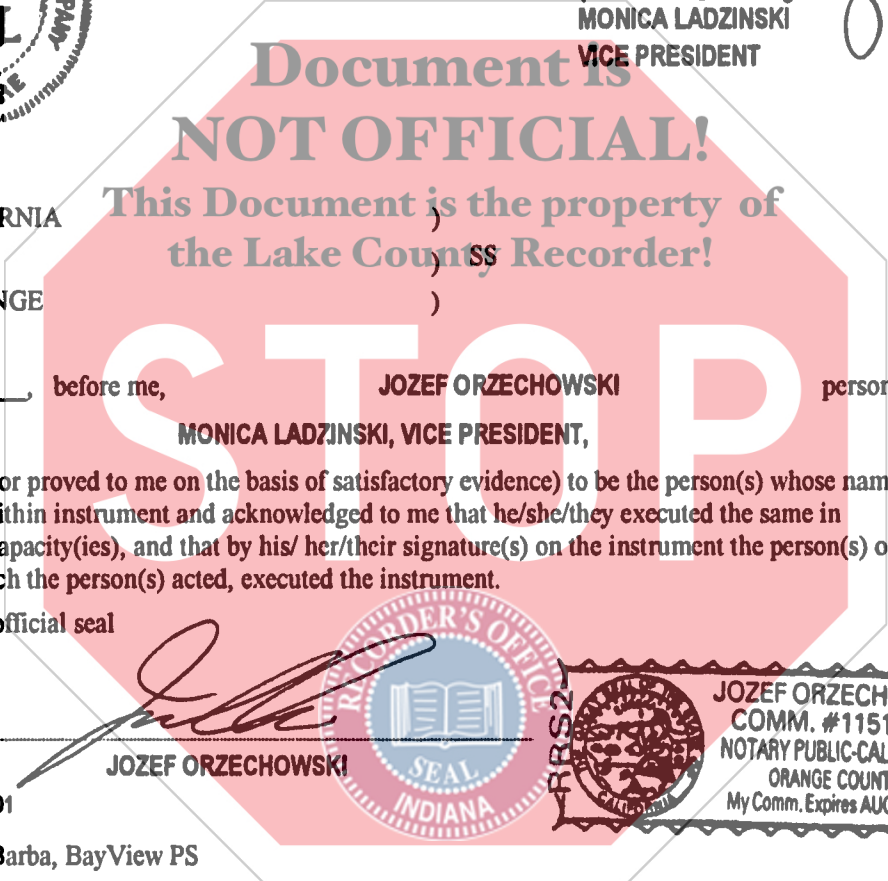 MONICA LADZINSKI
VICE PRESIDENT
Document is
NOT OFFICIAL!
This Document is the property of
the Lake County Recorder!
RNIA )
) SS
NGE )
STOP
, before me, JOZEF ORZECHOWSKI person
MONICA LADZINSKI, VICE PRESIDENT,
or proved to me on the basis of satisfactory evidence) to be the person(s) whose nam
ithin instrument and acknowledged to me that he/she/they executed the same in
apacity(ies), and that by his/ her/their signature(s) on the instrument the person(s) o
ch the person(s) acted, executed the instrument.
official seal
RECORDER'S OFFICE
SEAL
INDIANA
JOZEF ORZECHOWSKI
PRRS2
JOZEF ORZECH
COMM. #1151
NOTARY PUBLIC-CAL
ORANGE COUNT
My Comm. Expires AUG
CALIFORNIA
Barba, BayView PS